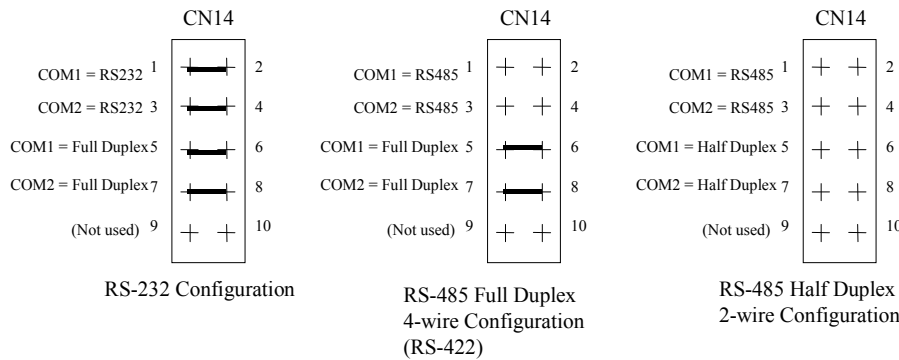 CN14
COM1 = RS232 1 2
COM2 = RS232 3 4
COM1 = Full Duplex 5 6
COM2 = Full Duplex 7 8
(Not used) 9 10
RS-232 Configuration
CN14
COM1 = RS485 1 2
COM2 = RS485 3 4
COM1 = Full Duplex 5 6
COM2 = Full Duplex 7 8
(Not used) 9 10
RS-485 Full Duplex
4-wire Configuration
(RS-422)
CN14
COM1 = RS485 1 2
COM2 = RS485 3 4
COM1 = Half Duplex 5 6
COM2 = Half Duplex 7 8
(Not used) 9 10
RS-485 Half Duplex
2-wire Configuration